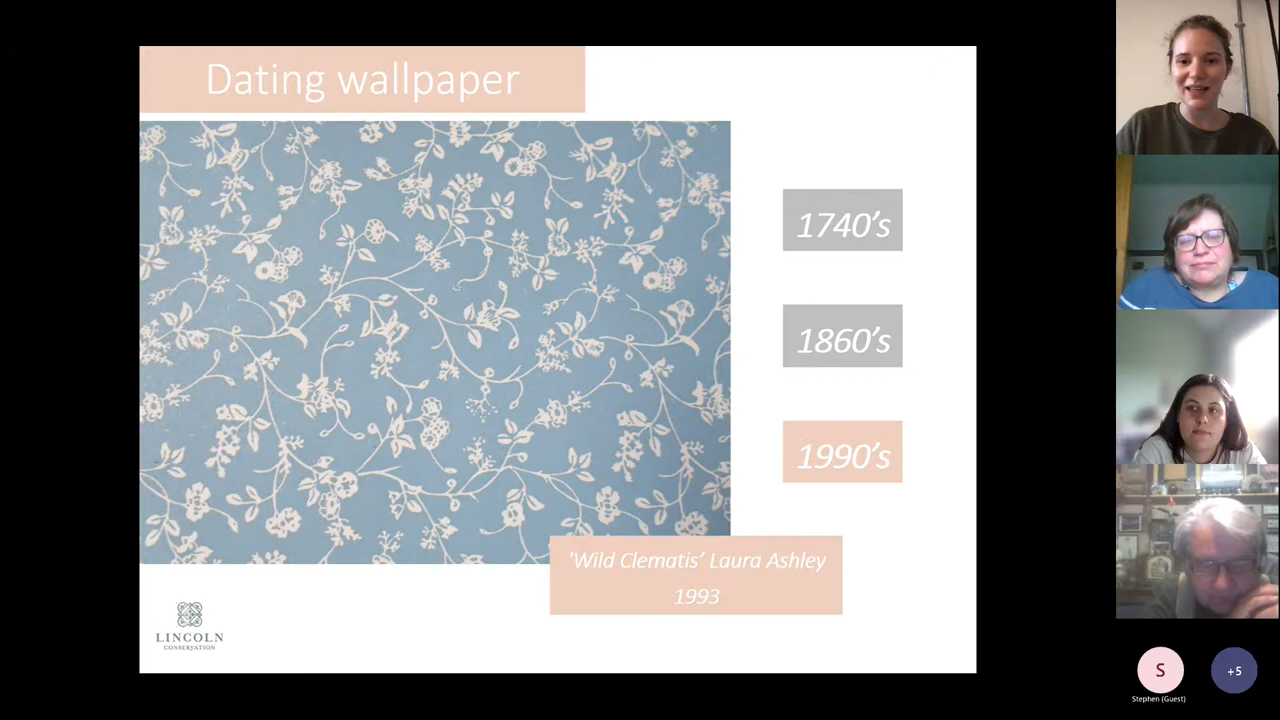 Dating wallpaper
1740's
1860's
1990's
'Wild Clematis' Laura Ashley
1993
LINCOLN
CONSERVATION
S
+5
Stephen (Guest)